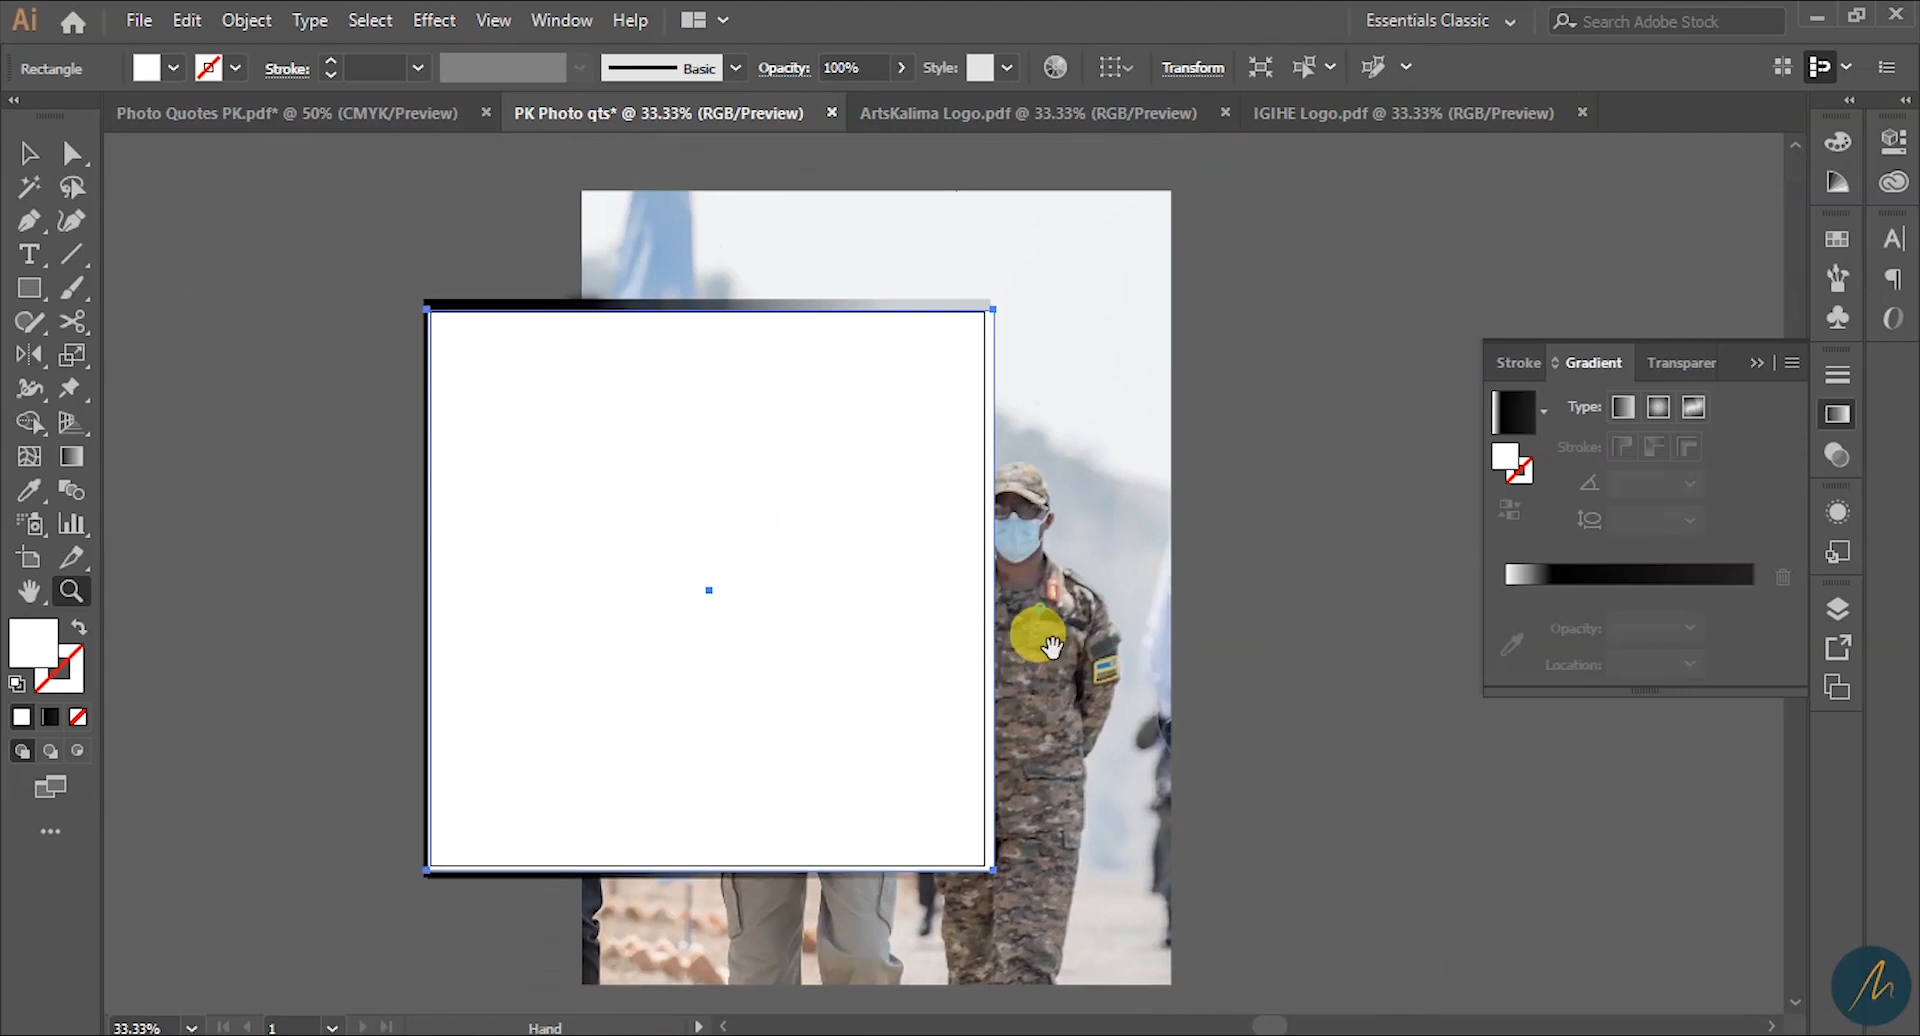 Ai File Edit Object Type Select Effect View Window Help Essentials Classic Search Adobe Stock
Rectangle Stroke: Basic Opacity: 100% Style: Transform
Photo Quotes PK.pdf* @ 50% (CMYK/Preview) PK Photo qts* @ 33.33% (RGB/Preview) ArtsKalima Logo.pdf @ 33.33% (RGB/Preview) IGIHE Logo.pdf @ 33.33% (RGB/Preview)
Stroke Gradient Transparer
Type:
Stroke:
Opacity:
Location:
33.33% 1 Hand